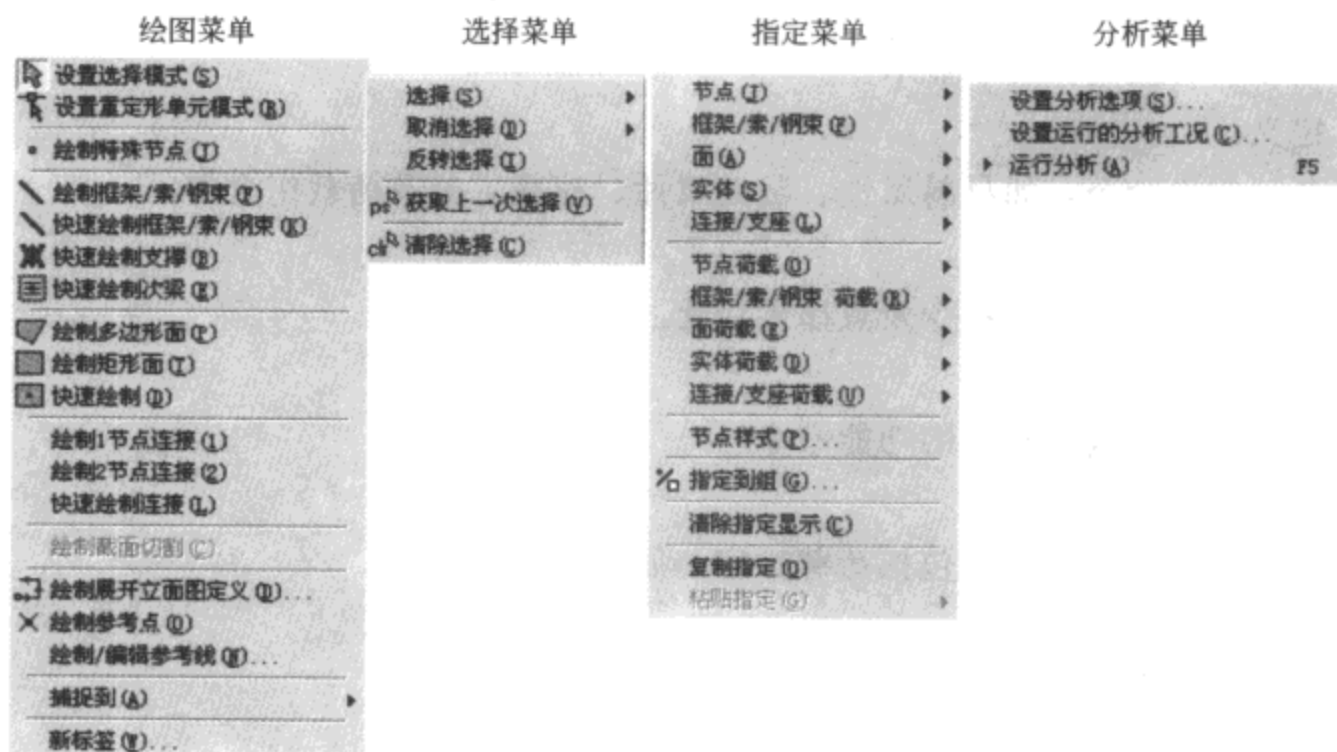 绘图菜单
设置选择模式(S)
设置重定形单元模式(R)
绘制特殊节点(J)
绘制框架/索/钢束(F)
快速绘制框架/索/钢束(K)
快速绘制支撑(B)
快速绘制次梁(E)
绘制多边形面(P)
绘制矩形面(T)
快速绘制(D)
绘制1节点连接(1)
绘制2节点连接(2)
快速绘制连接(L)
绘制截面切割(C)
绘制展开立面图定义(D)...
绘制参考点(O)
绘制/编辑参考线(N)...
捕捉到(A)
新标签(W)...
选择菜单
选择(S)
取消选择(D)
反转选择(I)
ps 获取上一次选择(V)
clr 清除选择(C)
指定菜单
节点(J)
框架/索/钢束(F)
面(A)
实体(S)
连接/支座(L)
节点荷载(O)
框架/索/钢束 荷载(R)
面荷载(E)
实体荷载(D)
连接/支座荷载(U)
节点样式(P)...
指定到组(G)...
清除指定显示(C)
复制指定(O)
粘贴指定(G)
分析菜单
设置分析选项(S)...
设置运行的分析工况(C)...
运行分析(A) F5